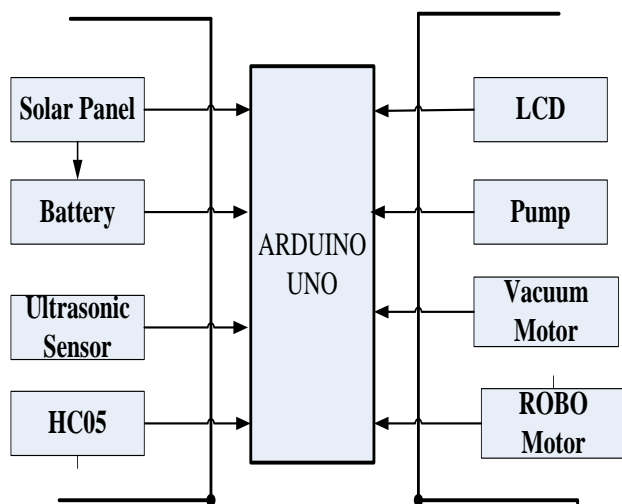 Solar Panel
Battery
Ultrasonic
Sensor
HC05
ARDUINO
UNO
LCD
Pump
Vacuum
Motor
ROBO
Motor